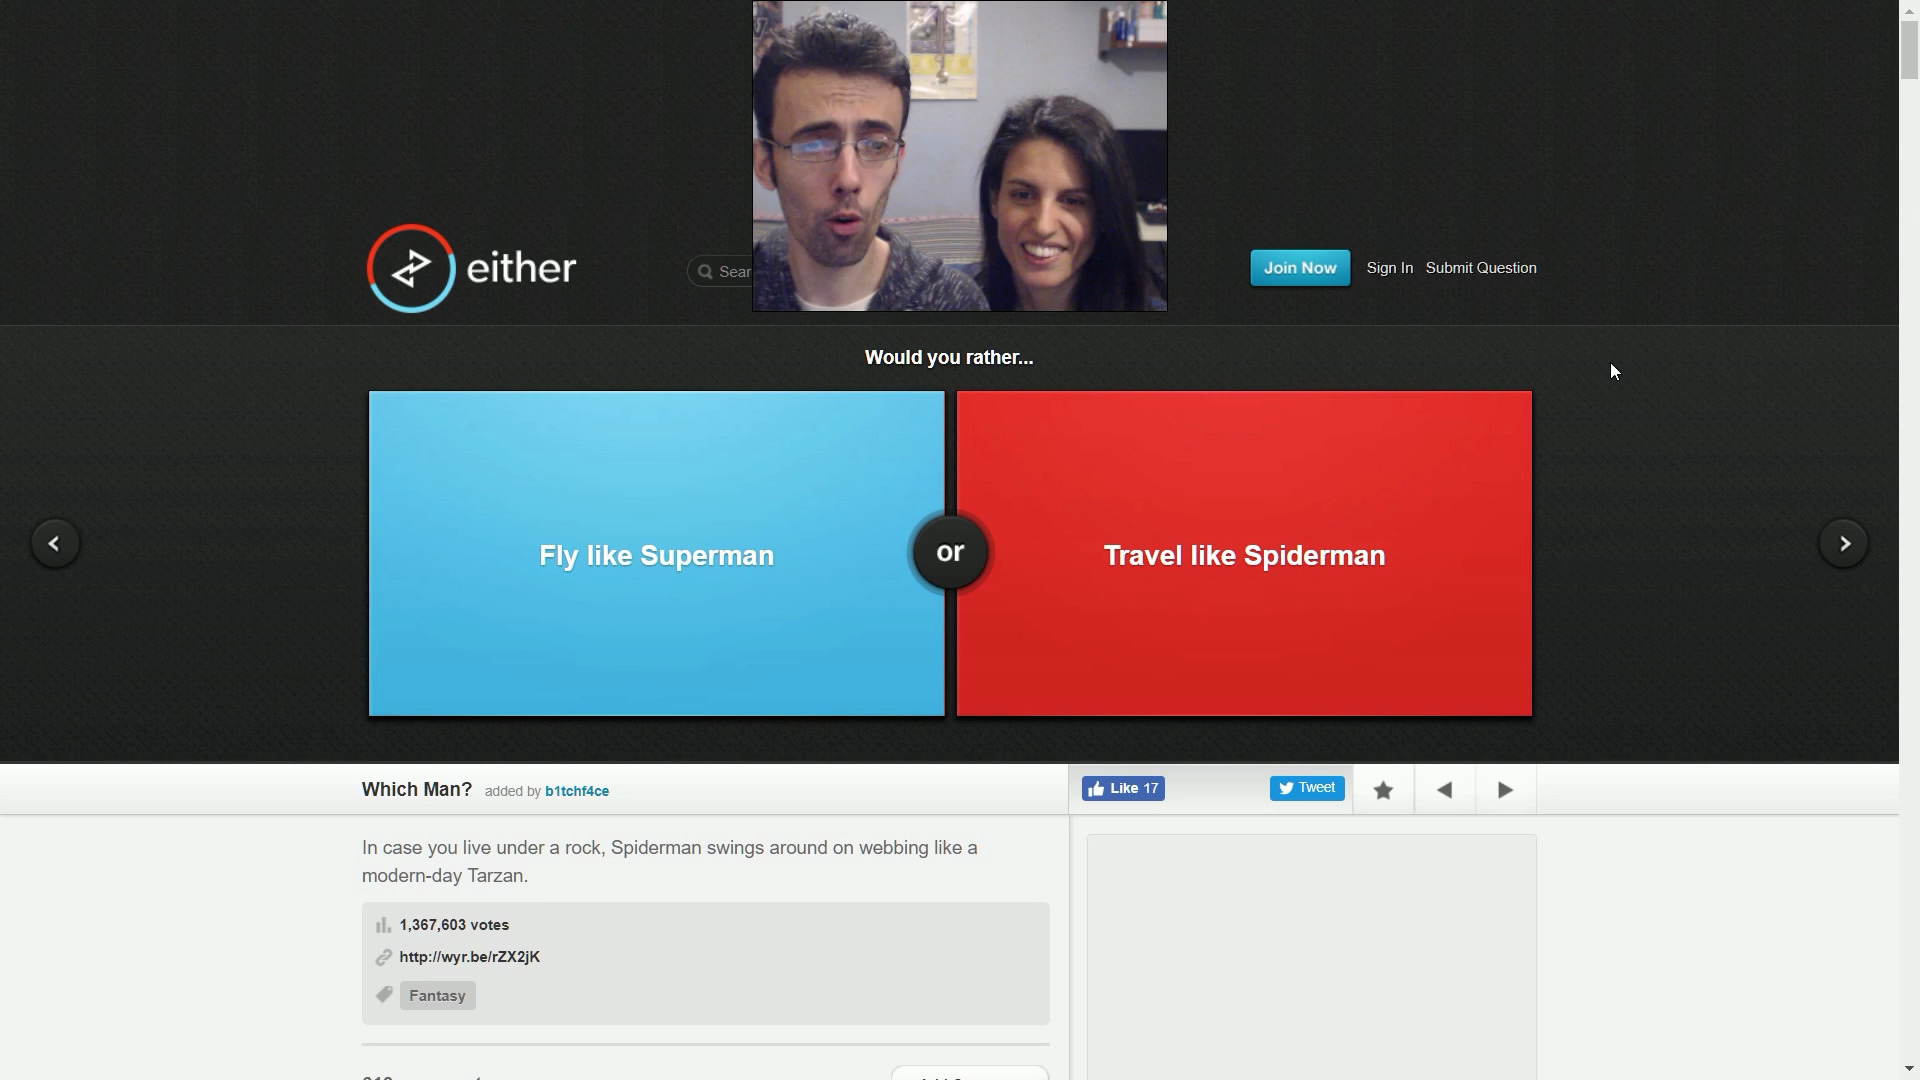 either
Sear
Join Now
Sign In
Submit Question
Would you rather...
Fly like Superman
or
Travel like Spiderman
Which Man? added by b1tchf4ce
Like 17
Tweet
In case you live under a rock, Spiderman swings around on webbing like a
modern-day Tarzan.
1,367,603 votes
http://wyr.be/rZX2jK
Fantasy